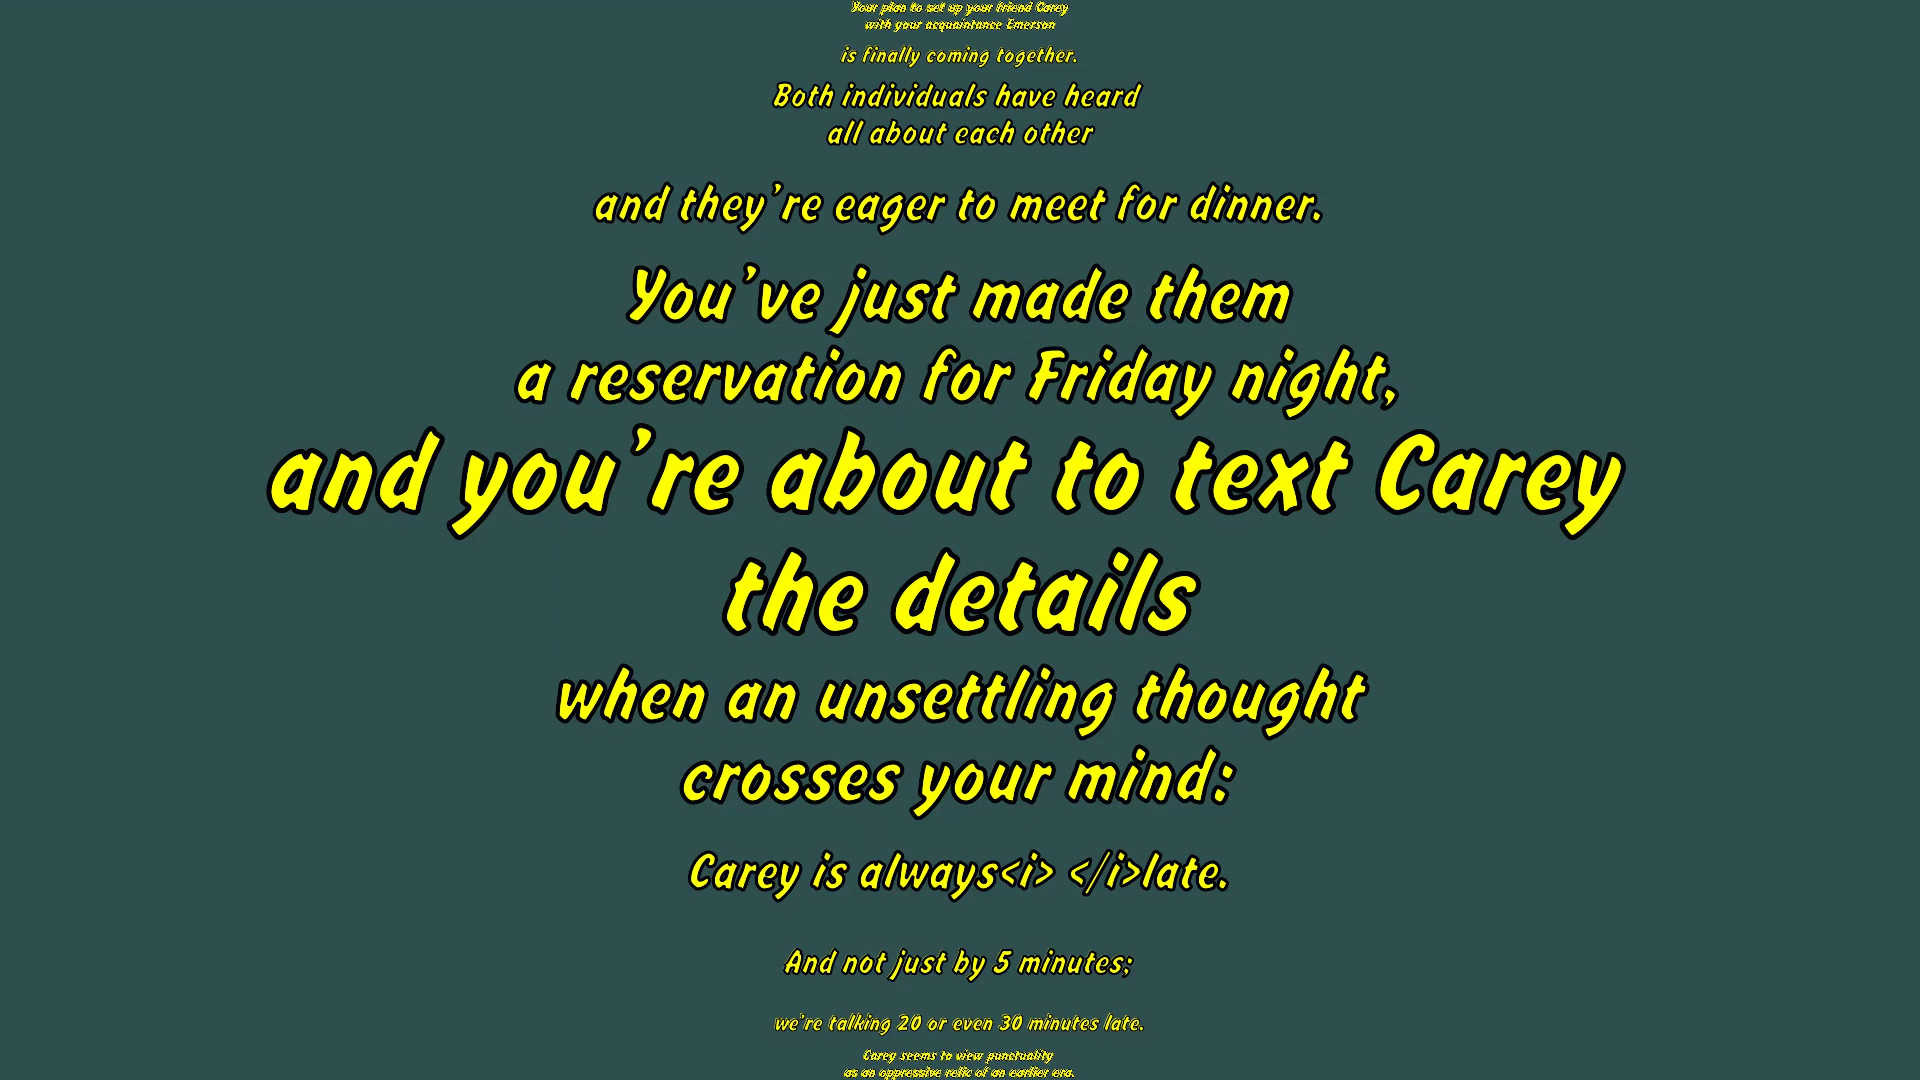 Your plan to set up your friend Carey
with your acquaintance Emerson
is finally coming together.
Both individuals have heard
all about each other
and they’re eager to meet for dinner.
You’ve just made them
a reservation for Friday night,
and you’re about to text Carey
the details
when an unsettling thought
crosses your mind:
Carey is always<i> </i>late.
And not just by 5 minutes;
we’re talking 20 or even 30 minutes late.
Carey seems to view punctuality
as an oppressive relic of an earlier era.